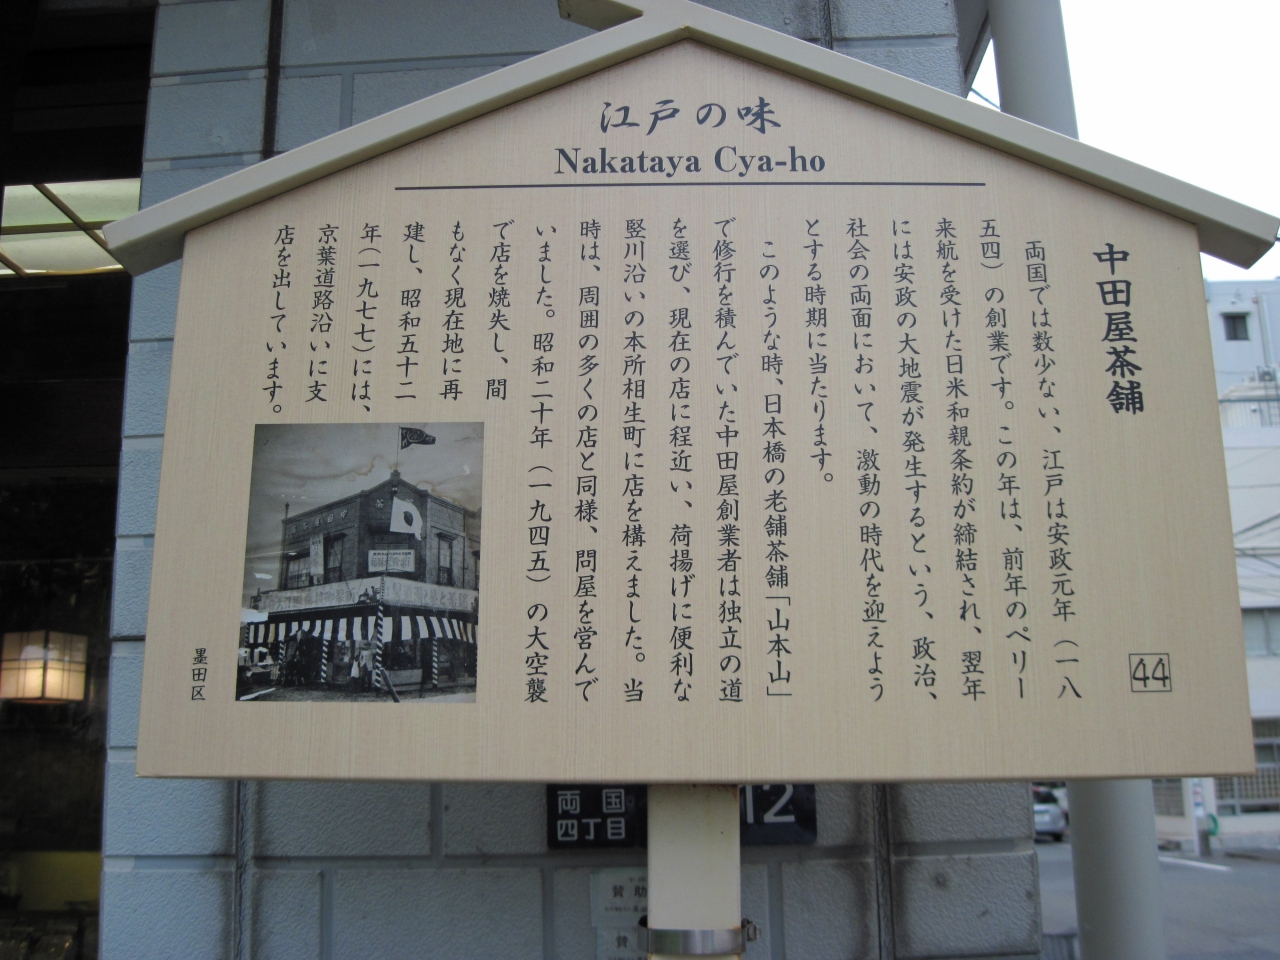 江戸の味
Nakataya Cya-ho
中田屋茶舗
44
両国では数少ない、江戸は安政元年（一八
五四）の創業です。この年は、前年のペリー
来航を受けた日米和親条約が締結され、翌年
には安政の大地震が発生するという、政治、
社会の両面において、激動の時代を迎えよう
とする時期に当たります。
このような時、日本橋の老舗茶舗「山本山」
で修行を積んでいた中田屋創業者は独立の道
を選び、現在の店に程近い、荷揚げに便利な
竪川沿いの本所相生町に店を構えました。当
時は、周囲の多くの店と同様、問屋を営んで
いました。昭和二十年（一九四五）の大空襲
で店を焼失し、間
もなく現在地に再
建し、昭和五十二
年（一九七七）には、
京葉道路沿いに支
店を出しています。
墨田区
両国
四丁目
12
賛助